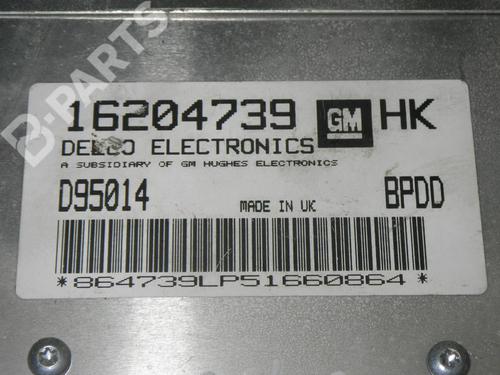 16204739 GM HK
DELCO ELECTRONICS
A SUBSIDIARY OF GM HUGHES ELECTRONICS
D95014 MADE IN UK BPDD
*864739LP51660864*
B-PARTS